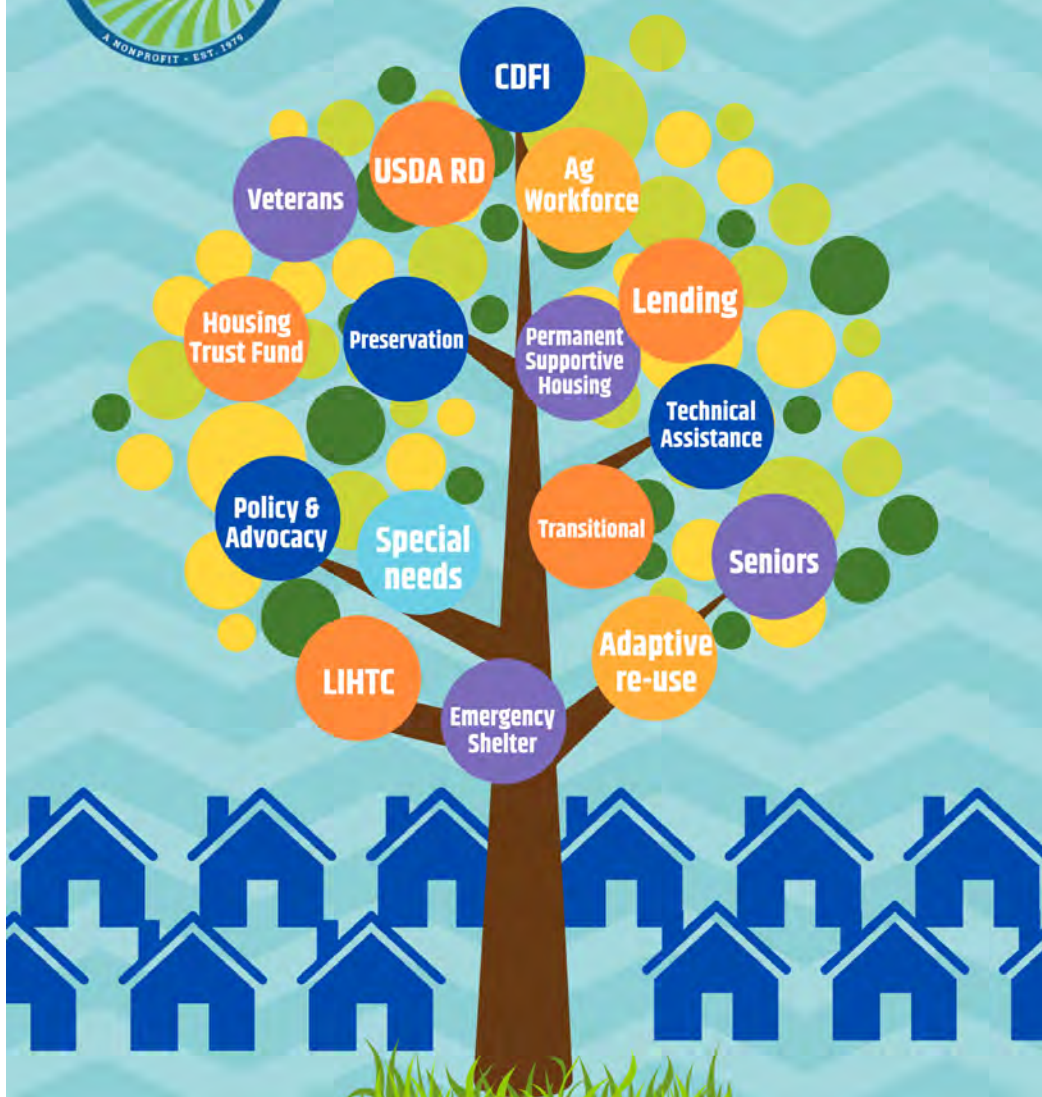 A NONPROFIT - EST. 1979
CDFI
USDA RD
Ag
Workforce
Veterans
Lending
Housing
Trust Fund
Preservation
Permanent
Supportive
Housing
Technical
Assistance
Policy &
Advocacy
Special
needs
Transitional
Seniors
LIHTC
Adaptive
re-use
Emergency
Shelter